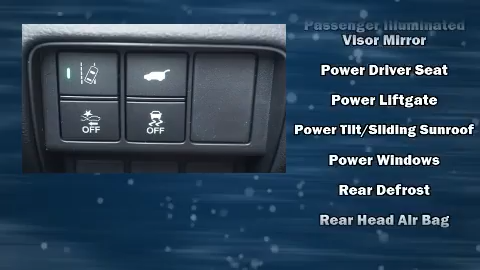 OFF
OFF
Passenger Illuminated
Visor Mirror
Power Driver Seat
Power Liftgate
Power Tilt/Sliding Sunroof
Power Windows
Rear Defrost
Rear Head Air Bag